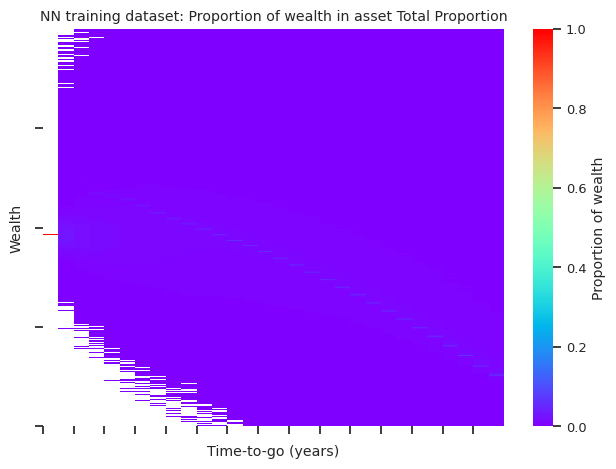 NN training dataset: Proportion of wealth in asset Total Proportion
1.0
0.8
0.6
0.4
0.2
0.0
Proportion of wealth
Wealth
Time-to-go (years)